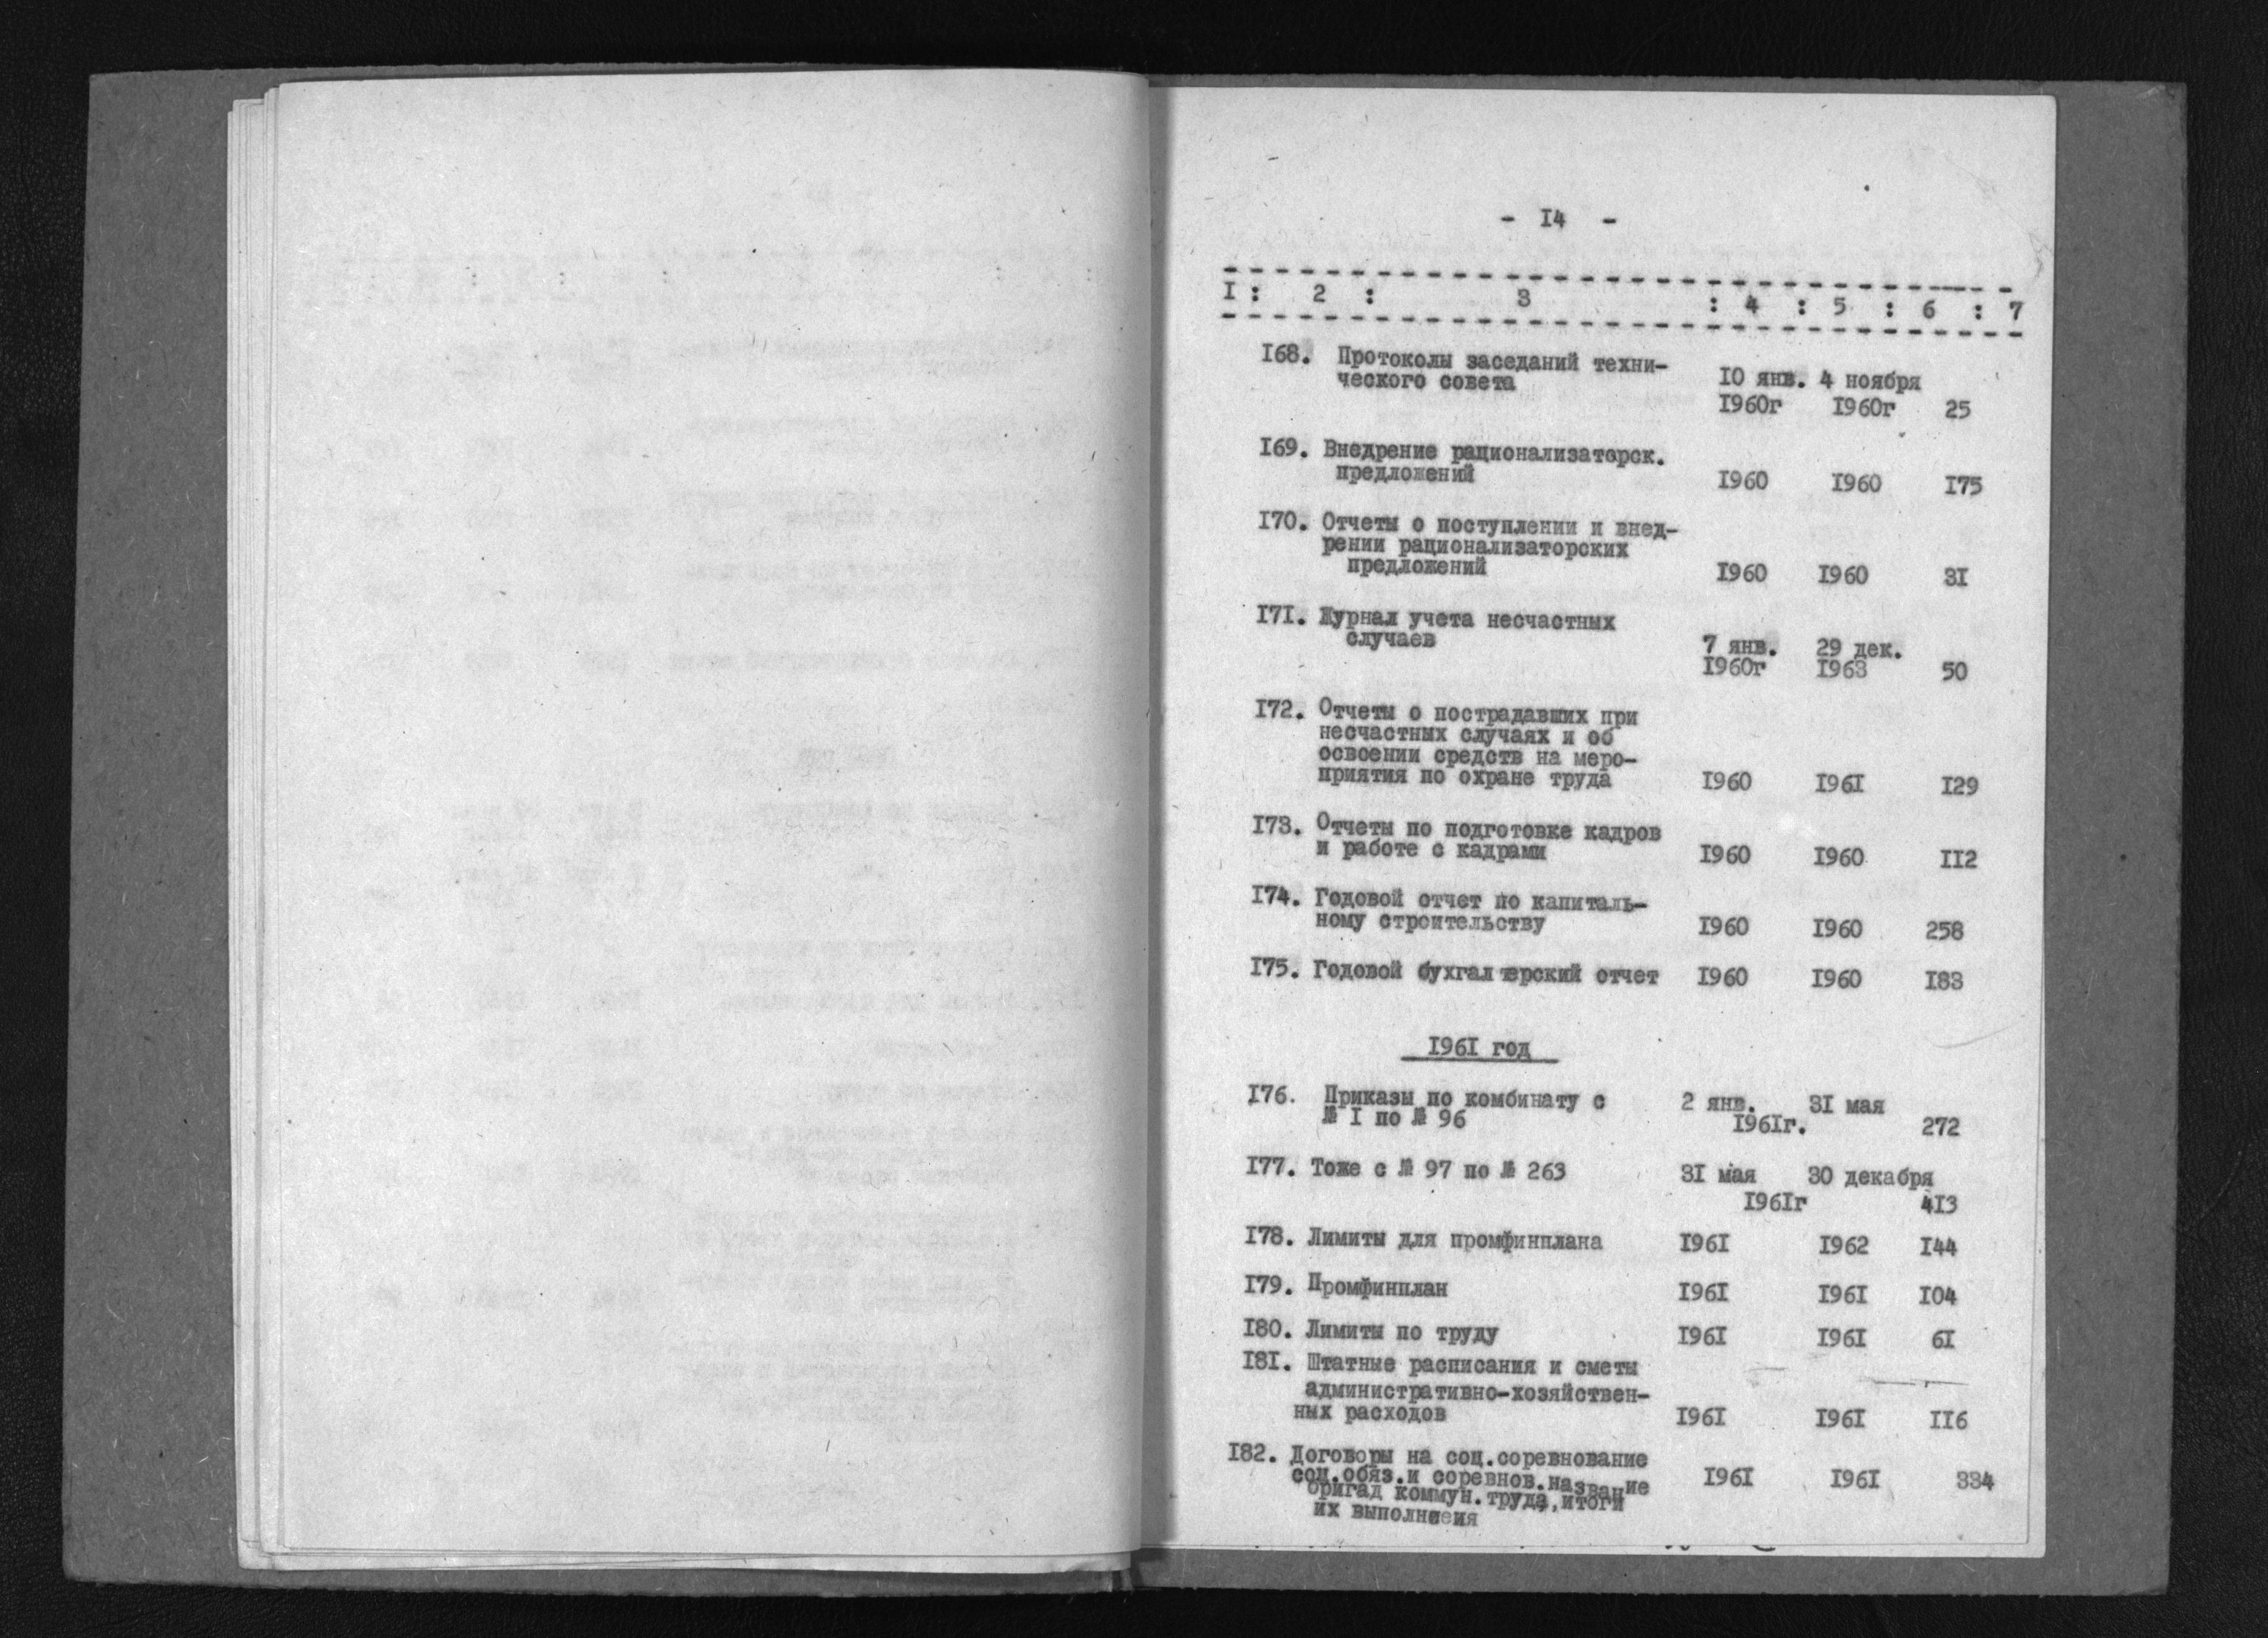 - I4 -
I : 2 : 3 : 4 : 5 : 6 : 7
I68. Протоколы заседаний техни-
ческого совета 10 янв. 4 ноября
I960г I960г 25
I69. Внедрение рационализаторск.
предложений I960 I960 I75
I70. Отчеты о поступлении и внед-
рении рационализаторских
предложений I960 I960 3I
I7I. Журнал учета несчастных
случаев 7 янв. 29 дек.
I960г I963 50
I72. Отчеты о пострадавших при
несчастных случаях и об
освоении средств на меро-
приятия по охране труда I960 I96I I29
I73. Отчеты по подготовке кадров
и работе с кадрами I960 I960 II2
I74. Годовой отчет по капиталь-
ному строительству I960 I960 258
I75. Годовой бухгалтерский отчет I960 I960 I83
I96I год
I76. Приказы по комбинату с 2 янв. 3I мая
№ I по № 96 I96Iг. 272
I77. Тоже с № 97 по № 263 3I мая 30 декабря
I96Iг 4I3
I78. Лимиты для промфинплана I96I I962 I44
I79. Промфинплан I96I I96I I04
I80. Лимиты по труду I96I I96I 6I
I8I. Штатные расписания и сметы
административно-хозяйствен-
ных расходов I96I I96I II6
I82. Договоры на соц.соревнование
соц.обяз.и соревнов.название I96I I96I 334
бригад коммун.труда,итоги
их выполнееия